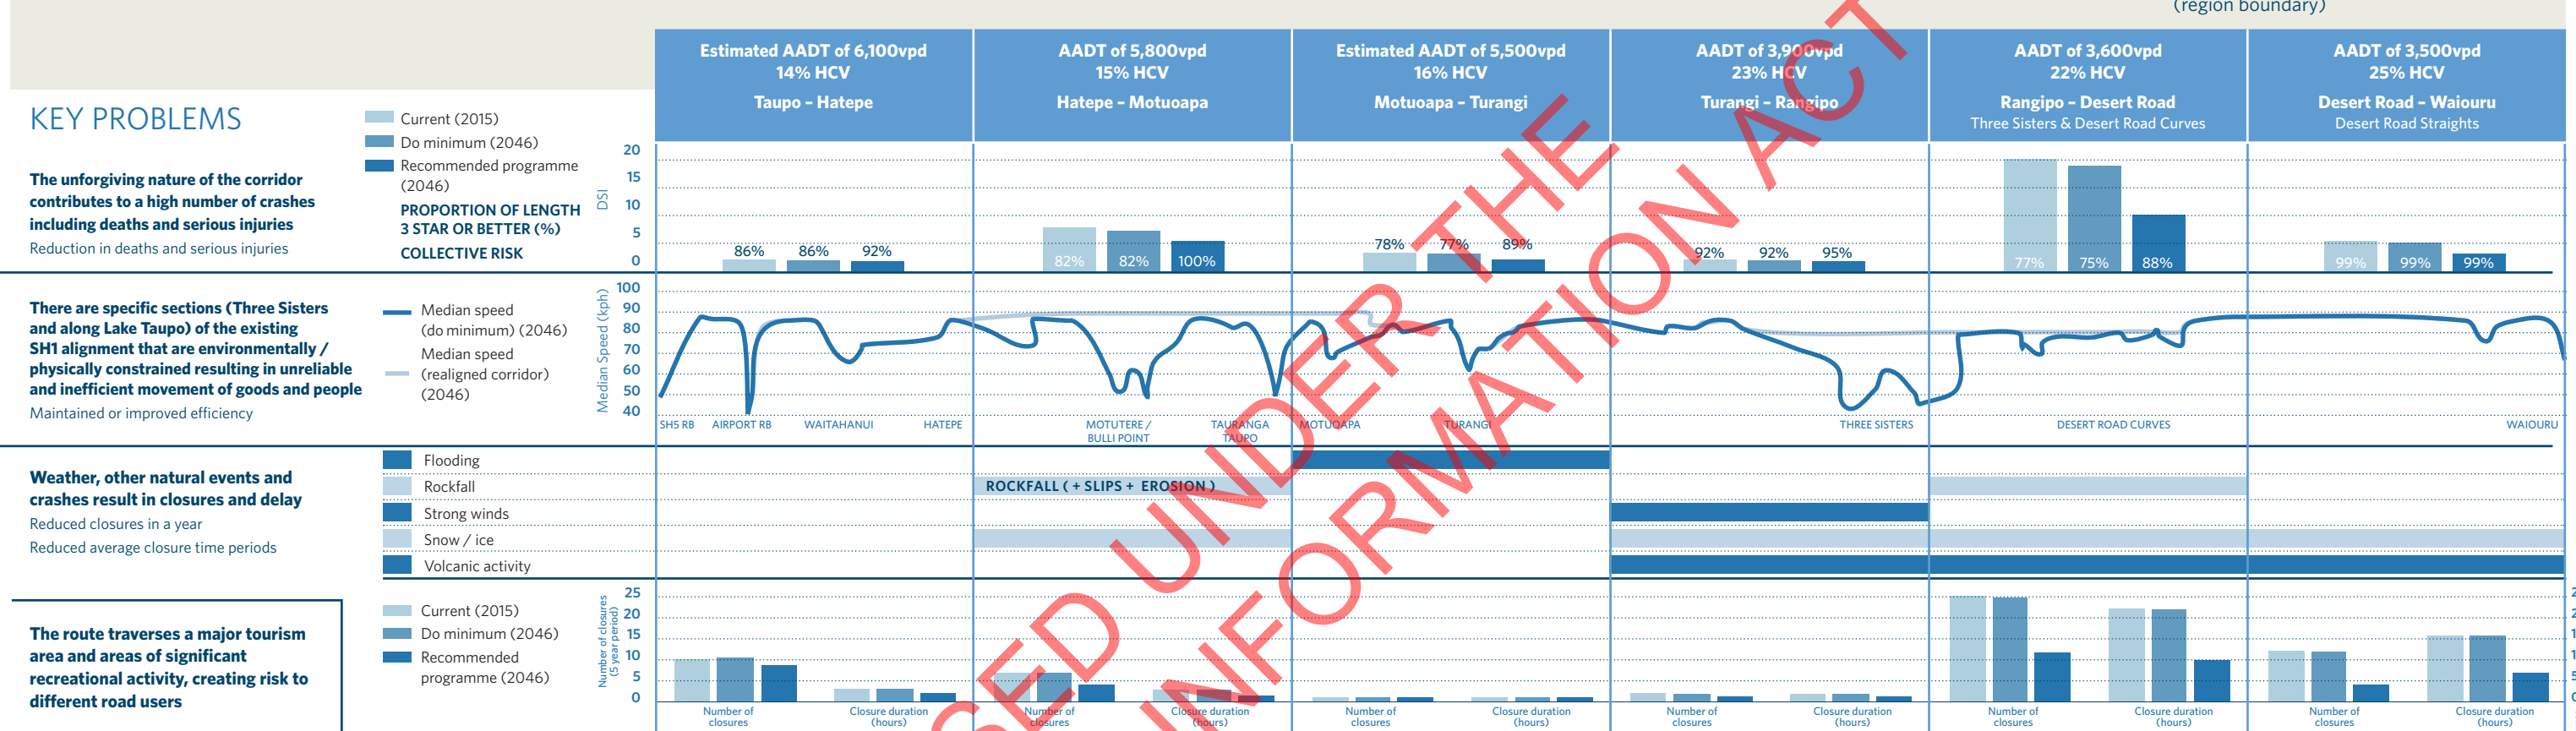 (region boundary)
Estimated AADT of 6,100vpd
14% HCV
Taupo – Hatepe
AADT of 5,800vpd
15% HCV
Hatepe – Motuoapa
Estimated AADT of 5,500vpd
16% HCV
Motuoapa – Turangi
AADT of 3,900vpd
23% HCV
Turangi – Rangipo
AADT of 3,600vpd
22% HCV
Rangipo – Desert Road
Three Sisters & Desert Road Curves
AADT of 3,500vpd
25% HCV
Desert Road – Waiouru
Desert Road Straights
KEY PROBLEMS
Current (2015)
Do minimum (2046)
Recommended programme
(2046)
PROPORTION OF LENGTH
3 STAR OR BETTER (%)
COLLECTIVE RISK
The unforgiving nature of the corridor
contributes to a high number of crashes
including deaths and serious injuries
Reduction in deaths and serious injuries
DSI
20
15
10
5
0
86% 86% 92%
82% 82% 100%
78% 77% 89%
92% 92% 95%
77% 75% 88%
99% 99% 99%
There are specific sections (Three Sisters
and along Lake Taupo) of the existing
SH1 alignment that are environmentally /
physically constrained resulting in unreliable
and inefficient movement of goods and people
Maintained or improved efficiency
Median speed
(do minimum) (2046)
Median speed
(realigned corridor)
(2046)
Median Speed (kph)
100
90
80
70
60
50
40
SH5 RB
AIRPORT RB
WAITAHANUI
HATEPE
MOTUTERE /
BULLI POINT
TAURANGA
TAUPO
MOTUOAPA
TURANGI
THREE SISTERS
DESERT ROAD CURVES
WAIOURU
Weather, other natural events and
crashes result in closures and delay
Reduced closures in a year
Reduced average closure time periods
Flooding
Rockfall
Strong winds
Snow / ice
Volcanic activity
ROCKFALL ( + SLIPS + EROSION )
The route traverses a major tourism
area and areas of significant
recreational activity, creating risk to
different road users
Current (2015)
Do minimum (2046)
Recommended
programme (2046)
Number of closures
(5 year period)
25
20
15
10
5
0
Number of
closures
Closure duration
(hours)
Number of
closures
Closure duration
(hours)
Number of
closures
Closure duration
(hours)
Number of
closures
Closure duration
(hours)
Number of
closures
Closure duration
(hours)
Number of
closures
Closure duration
(hours)
SED UNDER THE
INFORMATION ACT